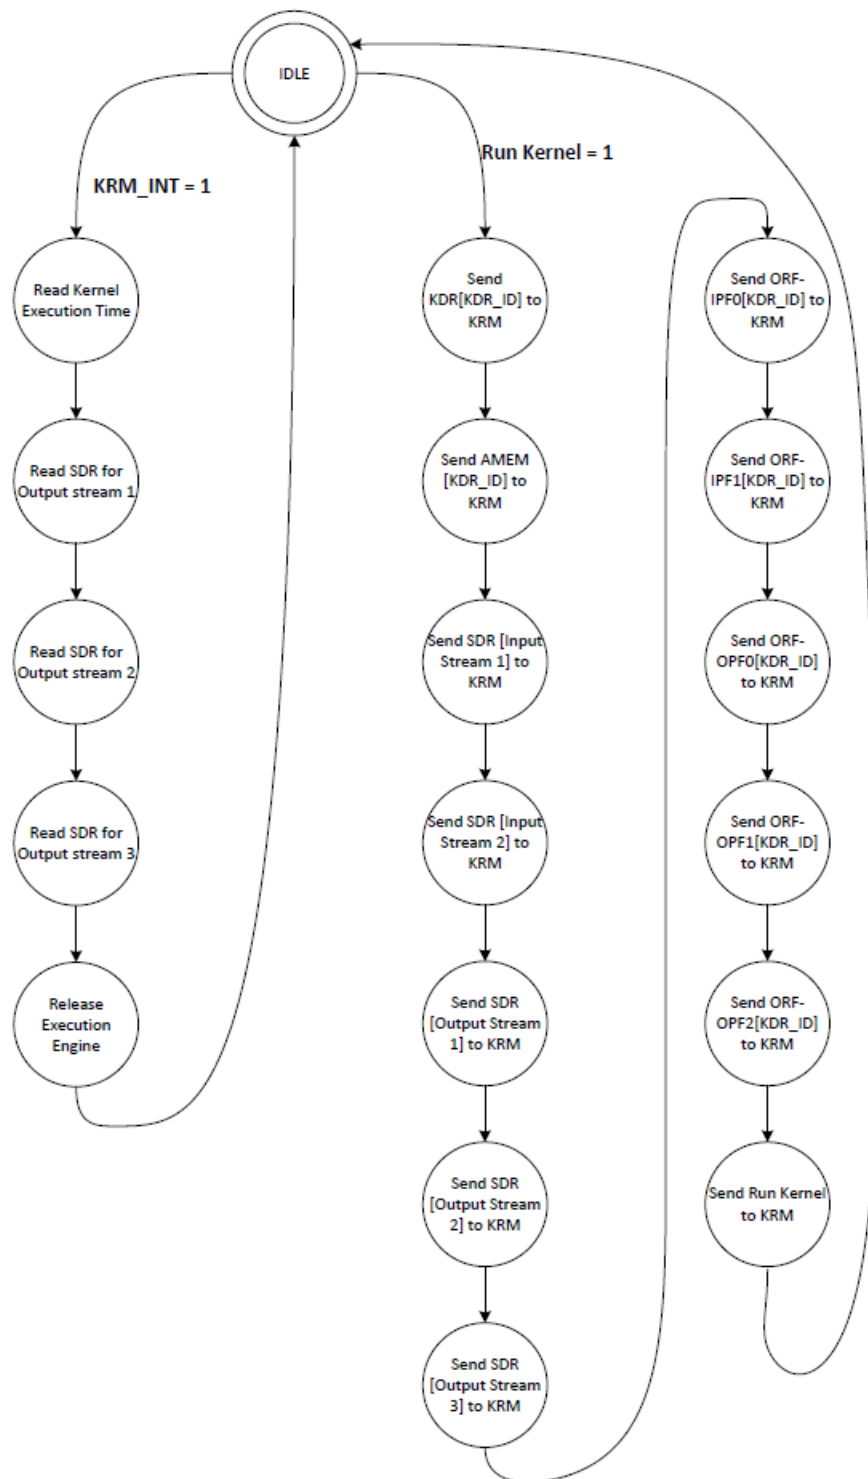 IDLE
KRM_INT = 1
Run Kernel = 1
Read Kernel
Execution Time
Read SDR for
Output stream 1
Read SDR for
Output stream 2
Read SDR for
Output stream 3
Release
Execution
Engine
Send
KDR[KDR_ID] to
KRM
Send AMEM
[KDR_ID] to
KRM
Send SDR [Input
Stream 1] to
KRM
Send SDR [Input
Stream 2] to
KRM
Send SDR
[Output Stream
1] to KRM
Send SDR
[Output Stream
2] to KRM
Send SDR
[Output Stream
3] to KRM
Send ORF-
IPF0[KDR_ID] to
KRM
Send ORF-
IPF1[KDR_ID] to
KRM
Send ORF-
OPF0[KDR_ID]
to KRM
Send ORF-
OPF1[KDR_ID]
to KRM
Send ORF-
OPF2[KDR_ID]
to KRM
Send Run Kernel
to KRM